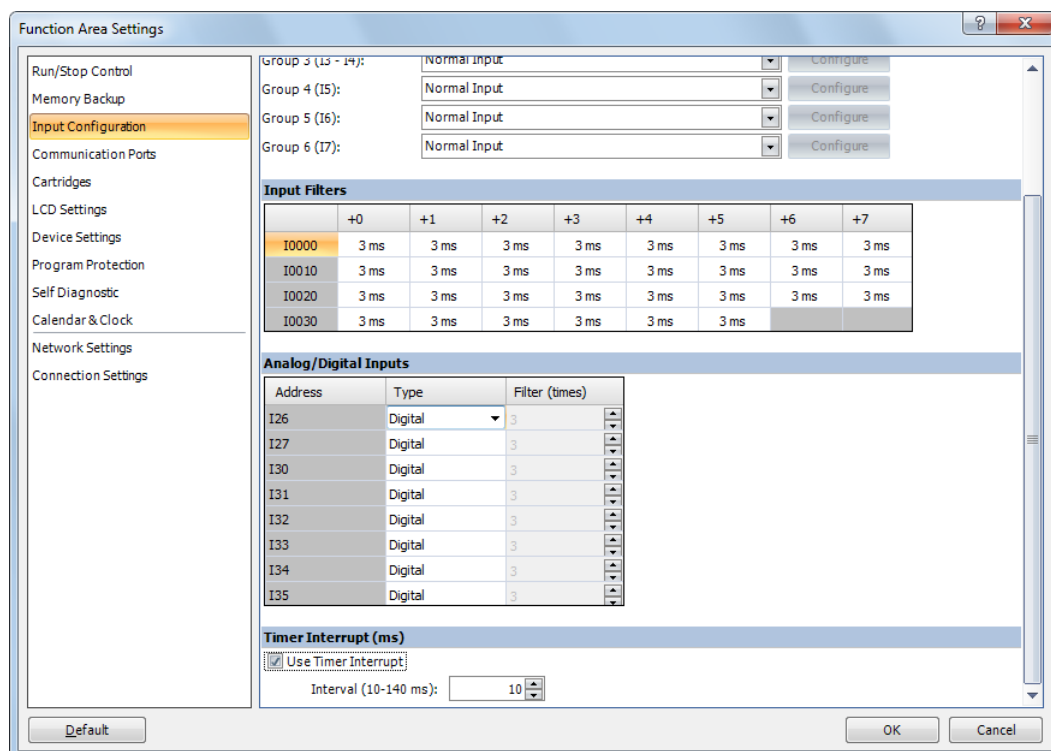 Function Area Settings
Run/Stop Control
Memory Backup
Input Configuration
Communication Ports
Cartridges
LCD Settings
Device Settings
Program Protection
Self Diagnostic
Calendar & Clock
Network Settings
Connection Settings
Group 3 (I3 - I4): Normal Input Configure
Group 4 (I5): Normal Input Configure
Group 5 (I6): Normal Input Configure
Group 6 (I7): Normal Input Configure
Input Filters
+0 +1 +2 +3 +4 +5 +6 +7
I0000 3 ms 3 ms 3 ms 3 ms 3 ms 3 ms 3 ms 3 ms
I0010 3 ms 3 ms 3 ms 3 ms 3 ms 3 ms 3 ms 3 ms
I0020 3 ms 3 ms 3 ms 3 ms 3 ms 3 ms 3 ms 3 ms
I0030 3 ms 3 ms 3 ms 3 ms 3 ms 3 ms
Analog/Digital Inputs
Address Type Filter (times)
I26 Digital 3
I27 Digital 3
I30 Digital 3
I31 Digital 3
I32 Digital 3
I33 Digital 3
I34 Digital 3
I35 Digital 3
Timer Interrupt (ms)
Use Timer Interrupt
Interval (10-140 ms): 10
Default OK Cancel